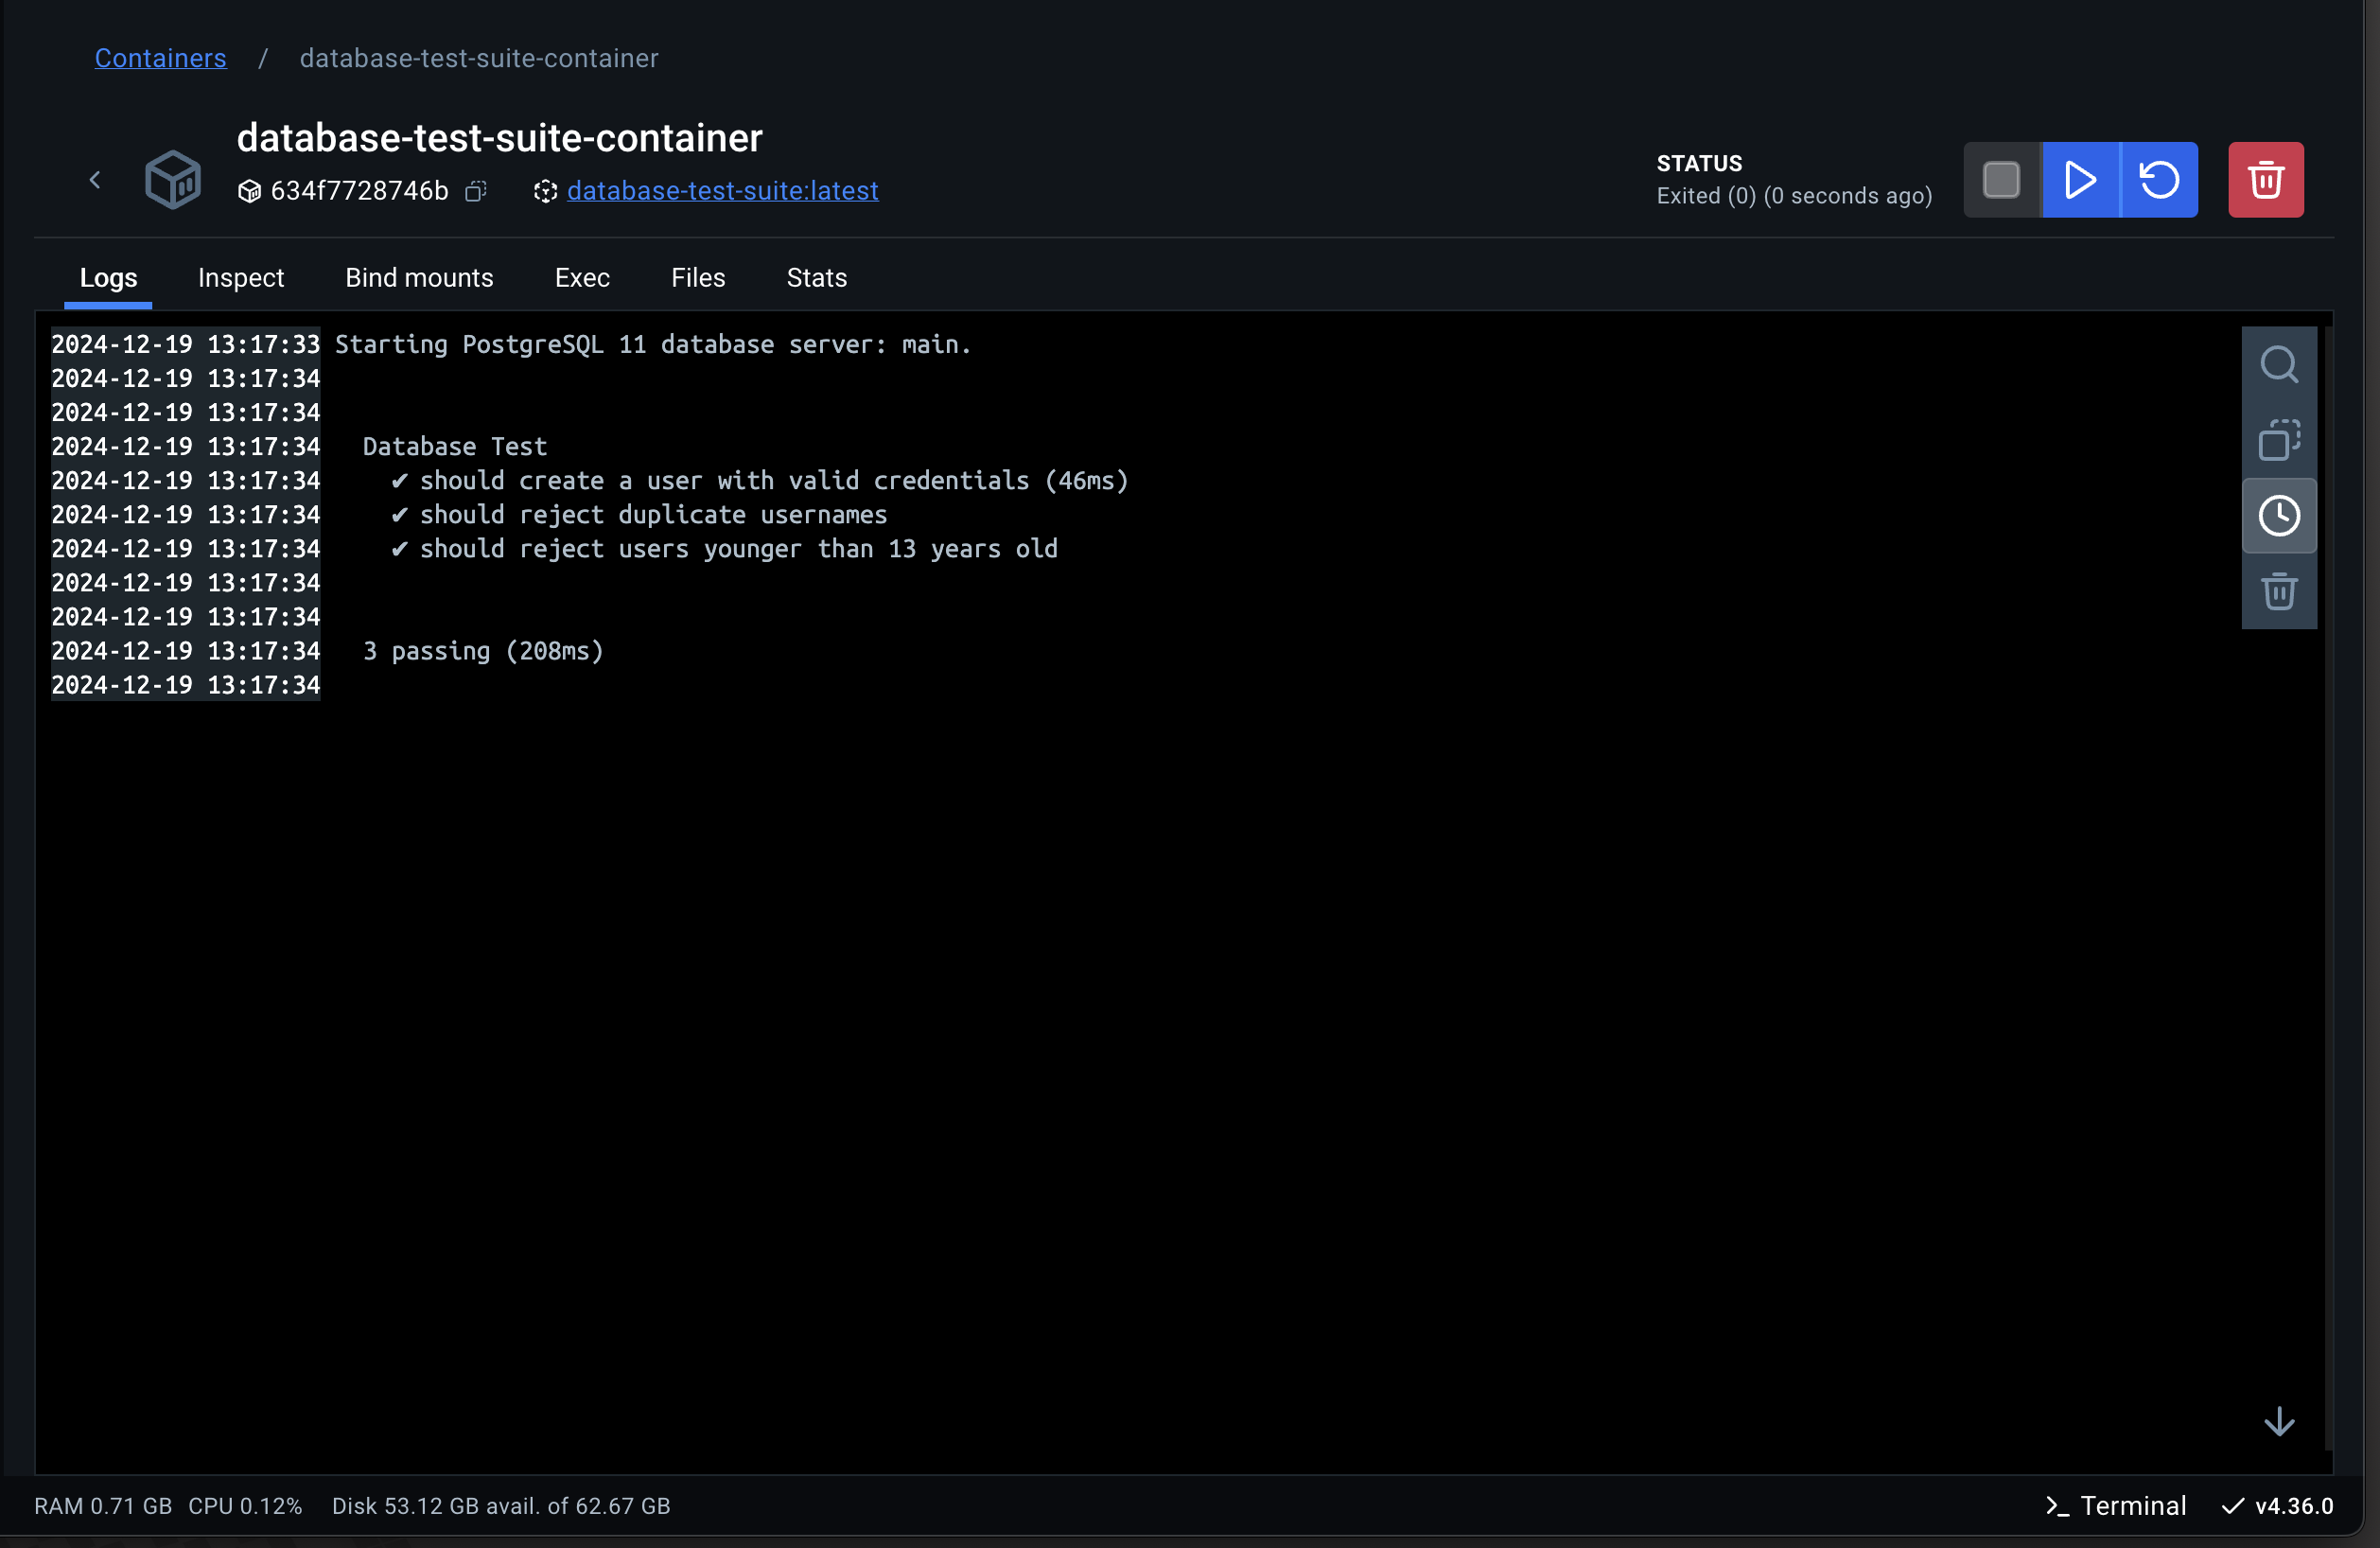 Containers / database-test-suite-container
database-test-suite-container
634f7728746b database-test-suite:latest
STATUS
Exited (0) (0 seconds ago)
Logs Inspect Bind mounts Exec Files Stats
2024-12-19 13:17:33 Starting PostgreSQL 11 database server: main.
2024-12-19 13:17:34
2024-12-19 13:17:34
2024-12-19 13:17:34 Database Test
2024-12-19 13:17:34 ✔ should create a user with valid credentials (46ms)
2024-12-19 13:17:34 ✔ should reject duplicate usernames
2024-12-19 13:17:34 ✔ should reject users younger than 13 years old
2024-12-19 13:17:34
2024-12-19 13:17:34
2024-12-19 13:17:34 3 passing (208ms)
2024-12-19 13:17:34
RAM 0.71 GB CPU 0.12% Disk 53.12 GB avail. of 62.67 GB >_ Terminal ✓ v4.36.0